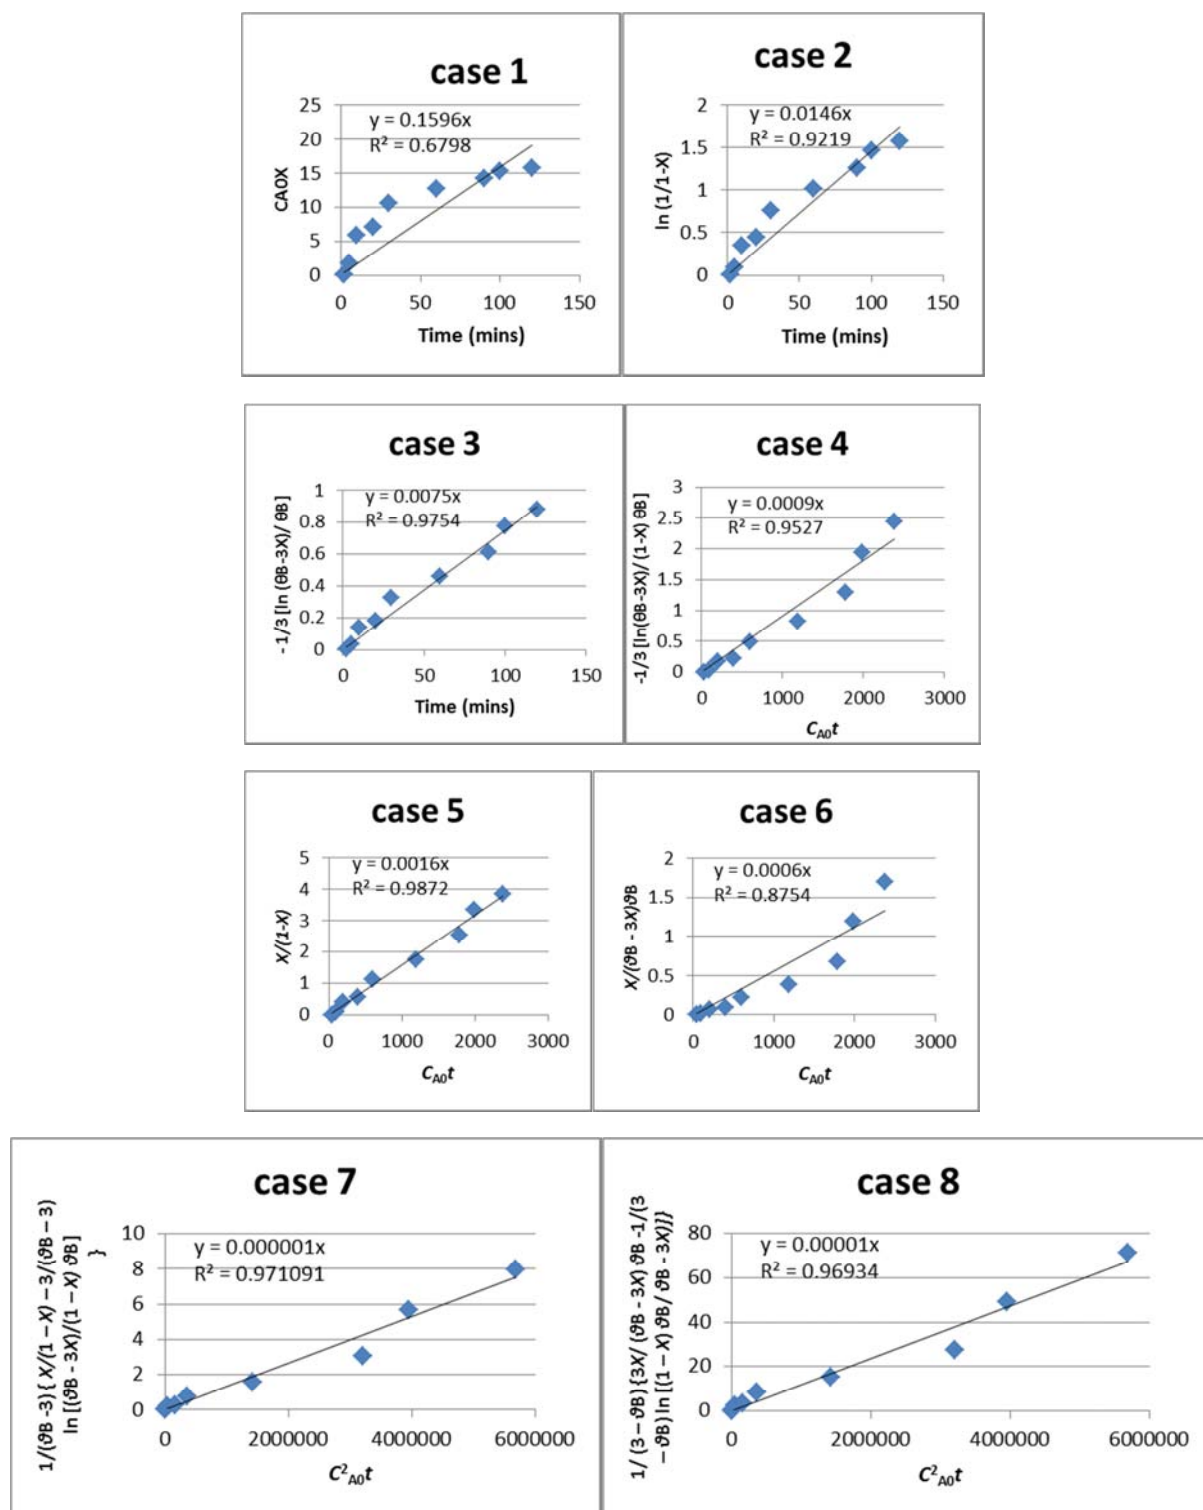 case 1
y = 0.1596x
R² = 0.6798
CA0X
25
20
15
10
5
0
0 50 100 150
Time (mins)
case 2
y = 0.0146x
R² = 0.9219
ln (1/1-X)
2
1.5
1
0.5
0
0 50 100 150
Time (mins)
case 3
y = 0.0075x
R² = 0.9754
- 1/3 [ln (θB-3X)/ θB]
1
0.8
0.6
0.4
0.2
0
0 50 100 150
Time (mins)
case 4
y = 0.0009x
R² = 0.9527
-1/3 [ln(θB-3X)/ (1-X) θB]
3
2.5
2
1.5
1
0.5
0
0 1000 2000 3000
C_A0t
case 5
y = 0.0016x
R² = 0.9872
X/(1-X)
5
4
3
2
1
0
0 1000 2000 3000
C_A0t
case 6
y = 0.0006x
R² = 0.8754
X/(ϑB - 3X)ϑB
2
1.5
1
0.5
0
0 1000 2000 3000
C_A0t
case 7
y = 0.000001x
R² = 0.971091
1/(ϑB -3) { X/(1 – X) – 3/(ϑB – 3)
ln [(ϑB - 3X)/(1 – X) ϑB]
}
10
8
6
4
2
0
0 2000000 4000000 6000000
C²_A0t
case 8
y = 0.00001x
R² = 0.96934
1/ (3 – ϑB) {3X/ (ϑB - 3X) ϑB -1/(3
– ϑB) ln [(1 – X) ϑB/ ϑB - 3X)]}
80
60
40
20
0
0 2000000 4000000 6000000
C²_A0t